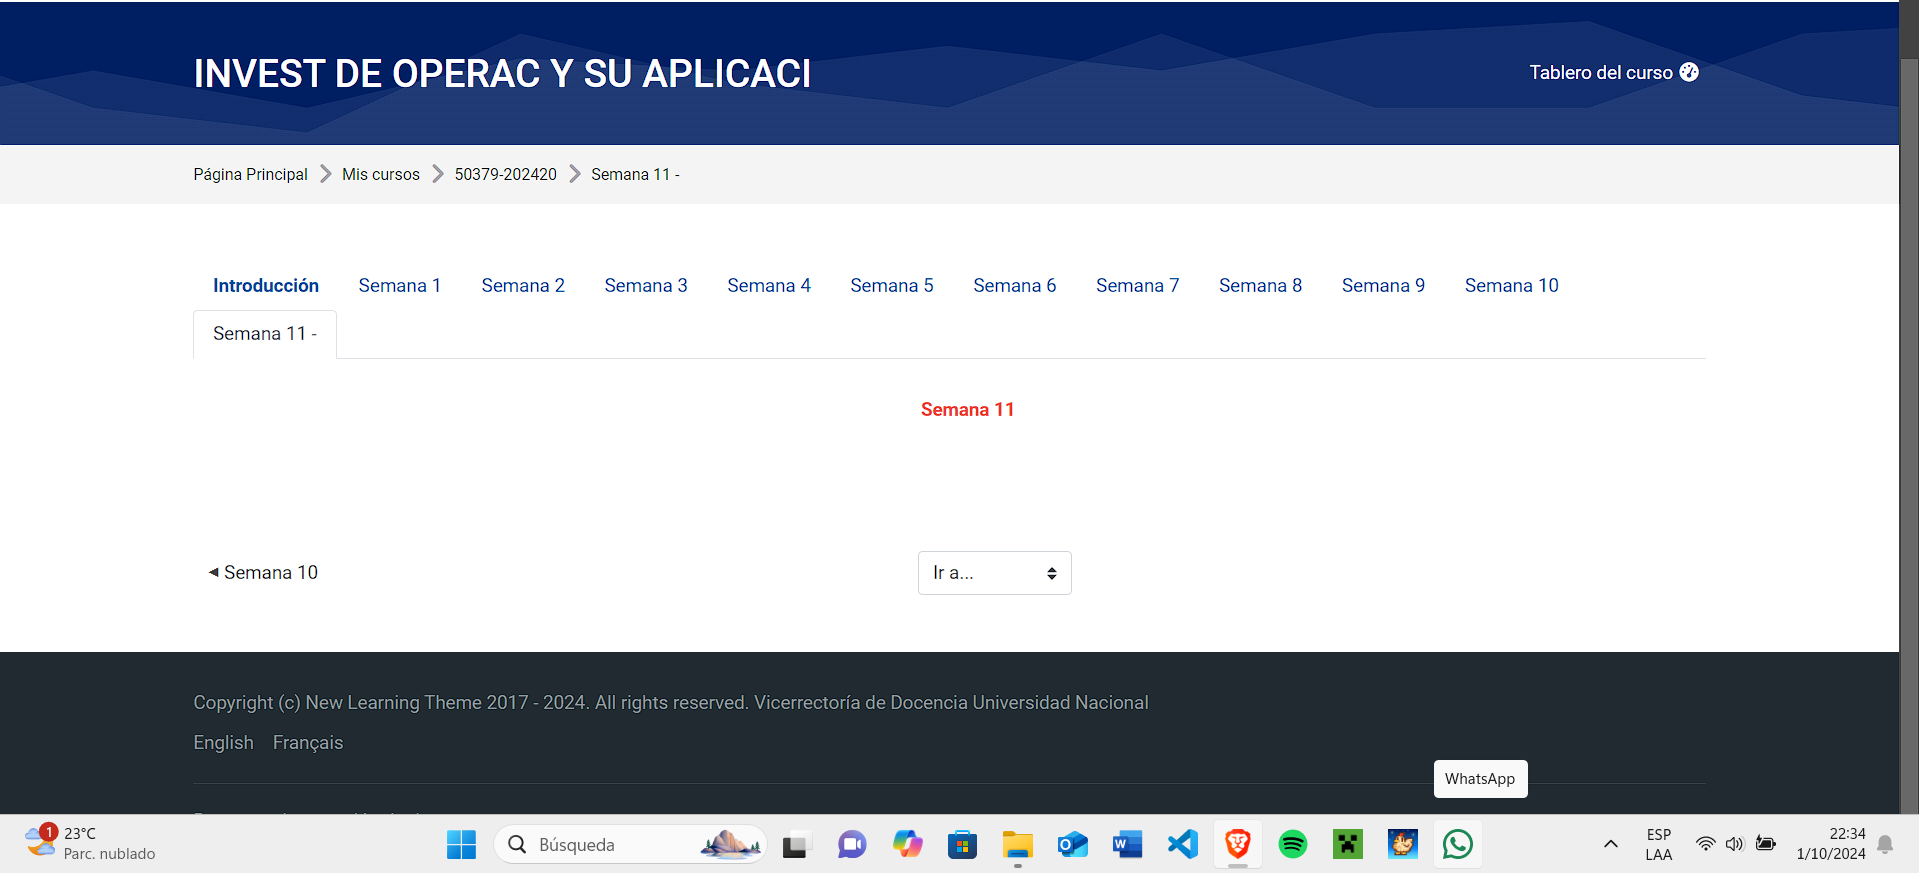 INVEST DE OPERAC Y SU APLICACI
Tablero del curso
Página Principal
Mis cursos
50379-202420
Semana 11 -
Introducción
Semana 1
Semana 2
Semana 3
Semana 4
Semana 5
Semana 6
Semana 7
Semana 8
Semana 9
Semana 10
Semana 11 -
Semana 11
◄ Semana 10
Ir a...
Copyright (c) New Learning Theme 2017 - 2024. All rights reserved. Vicerrectoría de Docencia Universidad Nacional
English
Français
WhatsApp
1
23°C
Parc. nublado
Búsqueda
ESP
LAA
22:34
1/10/2024